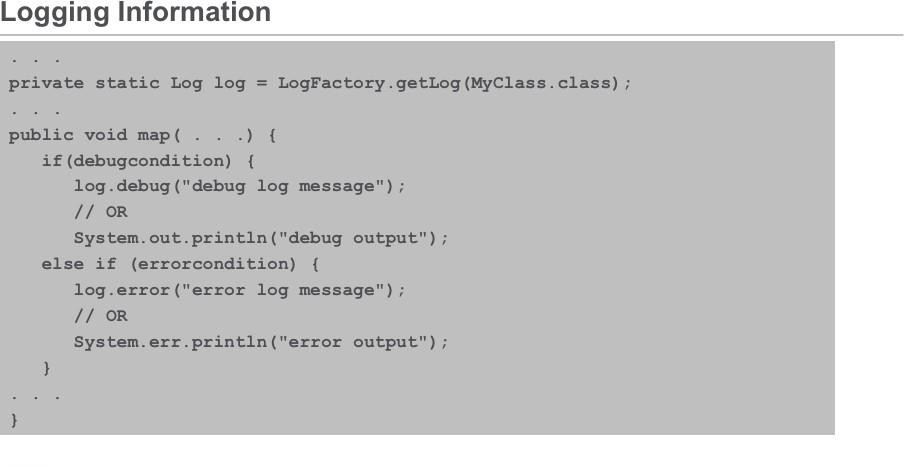 Logging Information
. . .
private static Log log = LogFactory.getLog(MyClass.class);
. . .
public void map( . . .) {
   if(debugcondition) {
      log.debug("debug log message");
      // OR
      System.out.println("debug output");
   else if (errorcondition) {
      log.error("error log message");
      // OR
      System.err.println("error output");
   }
. . .
}